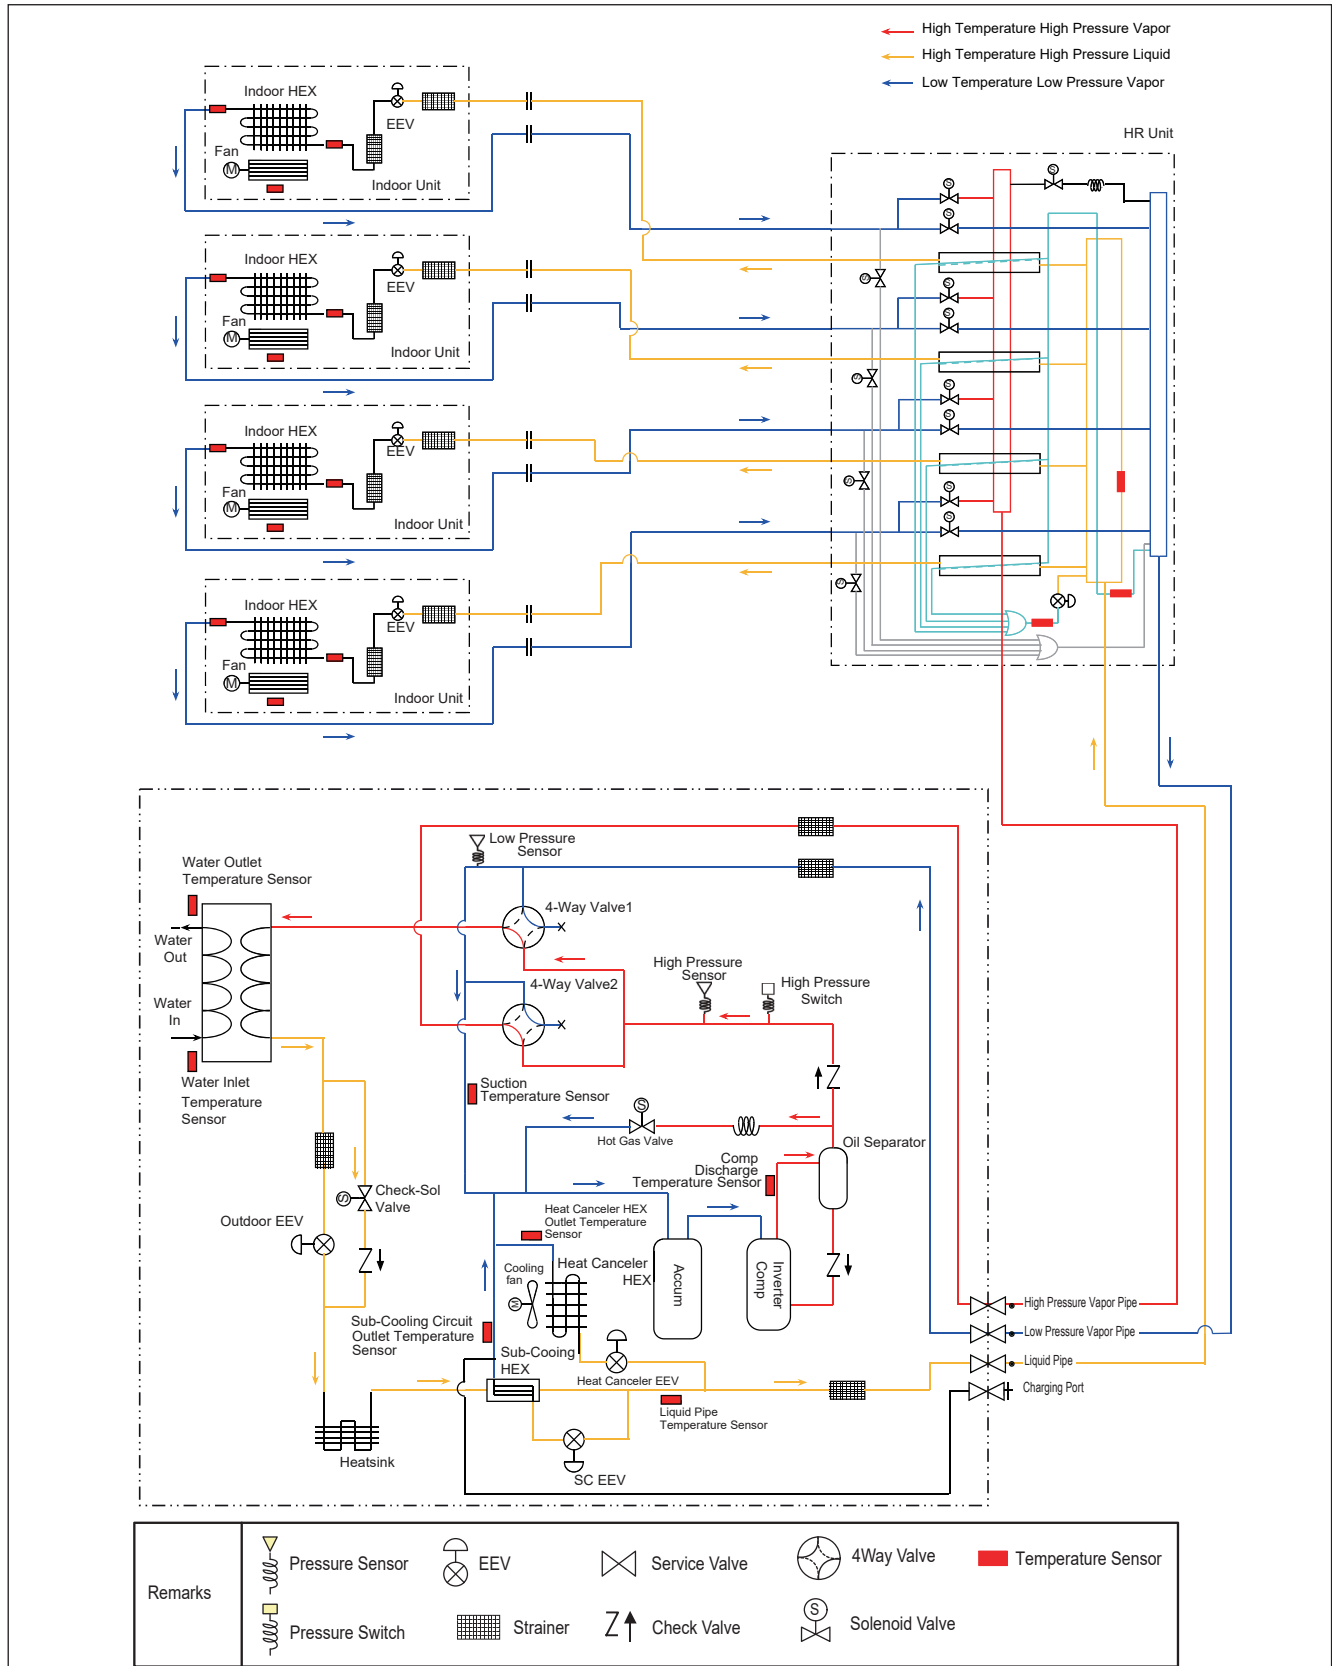 High Temperature High Pressure Vapor
High Temperature High Pressure Liquid
Low Temperature Low Pressure Vapor
HR Unit
Indoor HEX
EEV
Fan
M
Indoor Unit
Indoor HEX
EEV
Fan
M
Indoor Unit
Indoor HEX
EEV
Fan
M
Indoor Unit
Indoor HEX
EEV
Fan
M
Indoor Unit
S
S
S
S
S
S
S
S
S
S
S
S
S
Low Pressure
Sensor
Water Outlet
Temperature Sensor
4-Way Valve1
Water
Out
High Pressure
Sensor
High Pressure
Switch
4-Way Valve2
Water
In
Water Inlet
Temperature
Sensor
Suction
Temperature Sensor
S
Hot Gas Valve
Oil Separator
Comp
Discharge
Temperature Sensor
S
Check-Sol
Valve
Heat Canceler HEX
Outlet Temperature
Sensor
Outdoor EEV
Cooling
fan
M
Heat Canceler
HEX
Accum
Inverter
Comp
Sub-Cooling Circuit
Outlet Temperature
Sensor
Sub-Cooing
HEX
Heat Canceler EEV
High Pressure Vapor Pipe
Low Pressure Vapor Pipe
Liquid Pipe
Charging Port
Liquid Pipe
Temperature Sensor
Heatsink
SC EEV
Remarks
Pressure Sensor
EEV
Service Valve
4Way Valve
Temperature Sensor
Pressure Switch
Strainer
Check Valve
S
Solenoid Valve